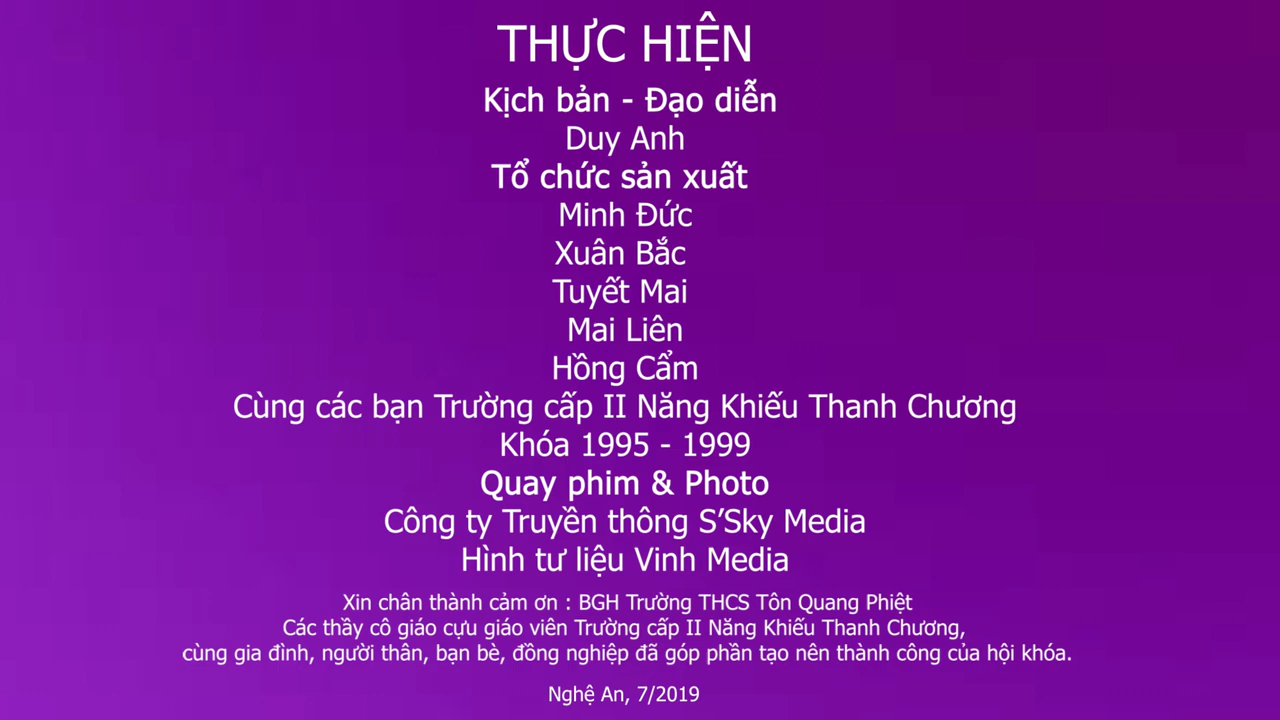 THỰC HIỆN
Kịch bản - Đạo diễn
Duy Anh
Tổ chức sản xuất
Minh Đức
Xuân Bắc
Tuyết Mai
Mai Liên
Hồng Cẩm
Cùng các bạn Trường cấp II Năng Khiếu Thanh Chương
Khóa 1995 - 1999
Quay phim & Photo
Công ty Truyền thông S’Sky Media
Hình tư liệu Vinh Media
Xin chân thành cảm ơn : BGH Trường THCS Tôn Quang Phiệt
Các thầy cô giáo cựu giáo viên Trường cấp II Năng Khiếu Thanh Chương,
cùng gia đình, người thân, bạn bè, đồng nghiệp đã góp phần tạo nên thành công của hội khóa.
Nghệ An, 7/2019